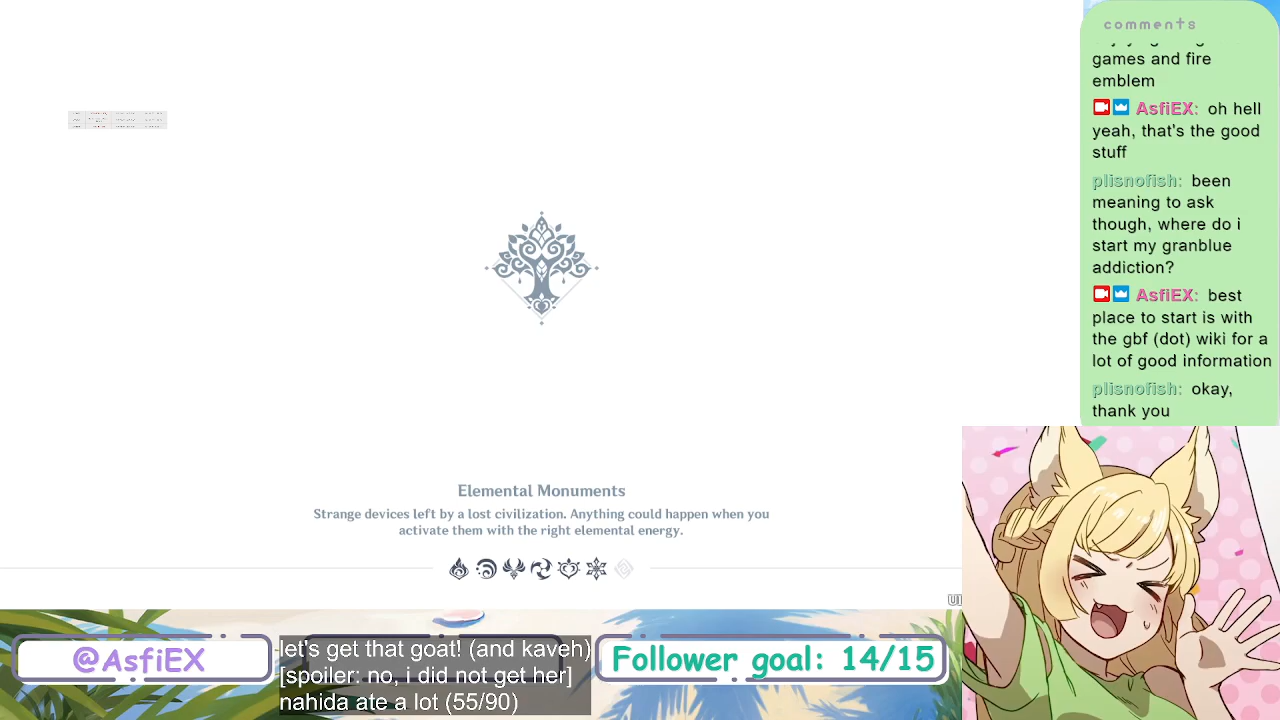 comments
games and fire
emblem
AsfiEX: oh hell
yeah, that's the good
stuff
plisnofish: been
meaning to ask
though, where do i
start my granblue
addiction?
AsfiEX: best
place to start is with
the gbf (dot) wiki for a
lot of good information
plisnofish: okay,
thank you
Elemental Monuments
Strange devices left by a lost civilization. Anything could happen when you
activate them with the right elemental energy.
UI
@AsfiEX
let's get that goat! (and kaveh)
[spoiler: no, i did not get her]
nahida ate a lot (55/90)
Follower goal: 14/15